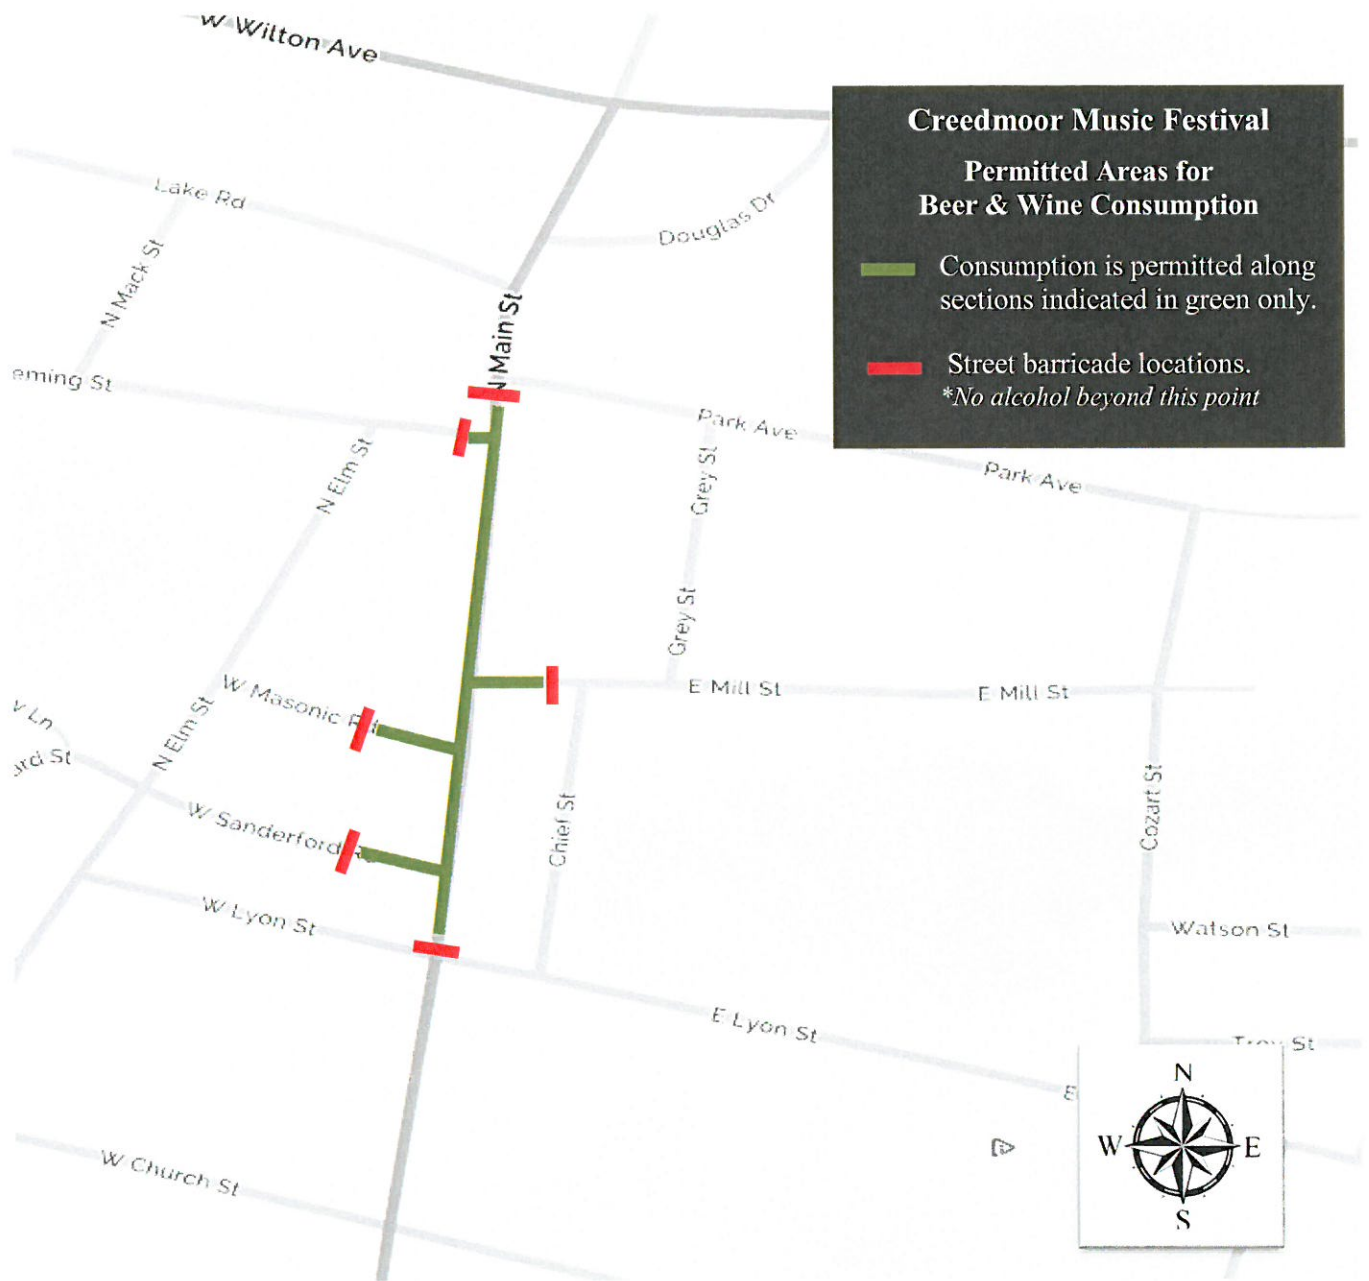 W Wilton Ave
Creedmoor Music Festival
Permitted Areas for
Beer & Wine Consumption
Consumption is permitted along
sections indicated in green only.
Street barricade locations.
*No alcohol beyond this point
Lake Rd
Douglas Dr
N Mack St
N Main St
eming St
Park Ave
Park Ave
N Elm St
Grey St
Grey St
W Masonic
E Mill St
E Mill St
N Elm St
v Ln
rd St
W Sanderford
Chief St
Cozart St
W Lyon St
Watson St
E Lyon St
Troy St
E
N
W
E
S
W Church St